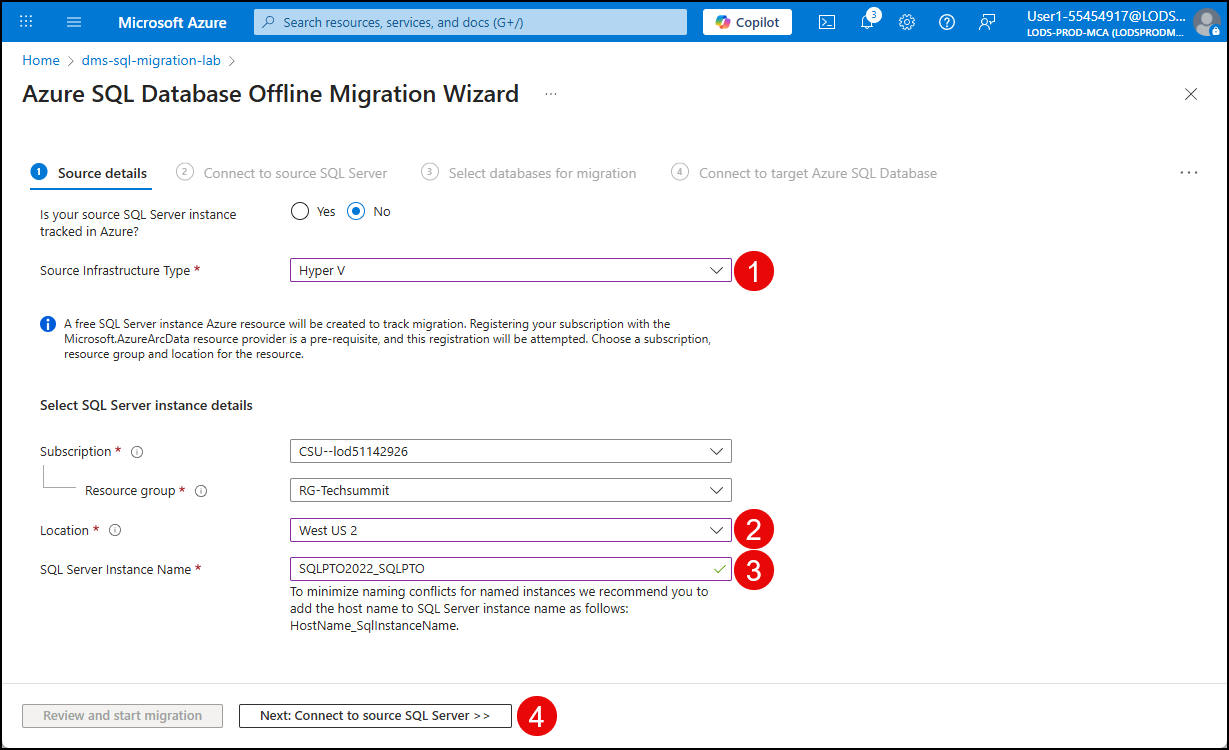 Microsoft Azure
Search resources, services, and docs (G+/)
Copilot
3
User1-55454917@LODS...
LODS-PROD-MCA (LODSPRODM...
Home > dms-sql-migration-lab >
Azure SQL Database Offline Migration Wizard ...
1 Source details
2 Connect to source SQL Server
3 Select databases for migration
4 Connect to target Azure SQL Database
...
Is your source SQL Server instance
tracked in Azure?
Yes No
Source Infrastructure Type *
Hyper V
1
A free SQL Server instance Azure resource will be created to track migration. Registering your subscription with the
Microsoft.AzureArcData resource provider is a pre-requisite, and this registration will be attempted. Choose a subscription,
resource group and location for the resource.
Select SQL Server instance details
Subscription *
CSU--lod51142926
Resource group *
RG-Techsummit
Location *
West US 2
2
SQL Server Instance Name *
SQLPTO2022_SQLPTO
3
To minimize naming conflicts for named instances we recommend you to
add the host name to SQL Server instance name as follows:
HostName_SqlInstanceName.
Review and start migration
Next: Connect to source SQL Server >>
4